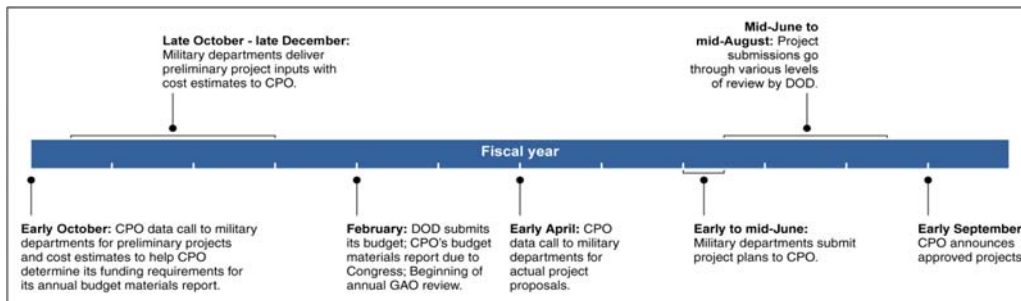 Late October - late December:
Military departments deliver
preliminary project inputs with
cost estimates to CPO.
Mid-June to
mid-August: Project
submissions go
through various levels
of review by DOD.
Fiscal year
Early October: CPO data call to military
departments for preliminary projects
and cost estimates to help CPO
determine its funding requirements for
its annual budget materials report.
February: DOD submits
its budget; CPO's budget
materials report due to
Congress; Beginning of
annual GAO review.
Early April: CPO
data call to military
departments for
actual project
proposals.
Early to mid-June:
Military departments submit
project plans to CPO.
Early September
CPO announces
approved projects